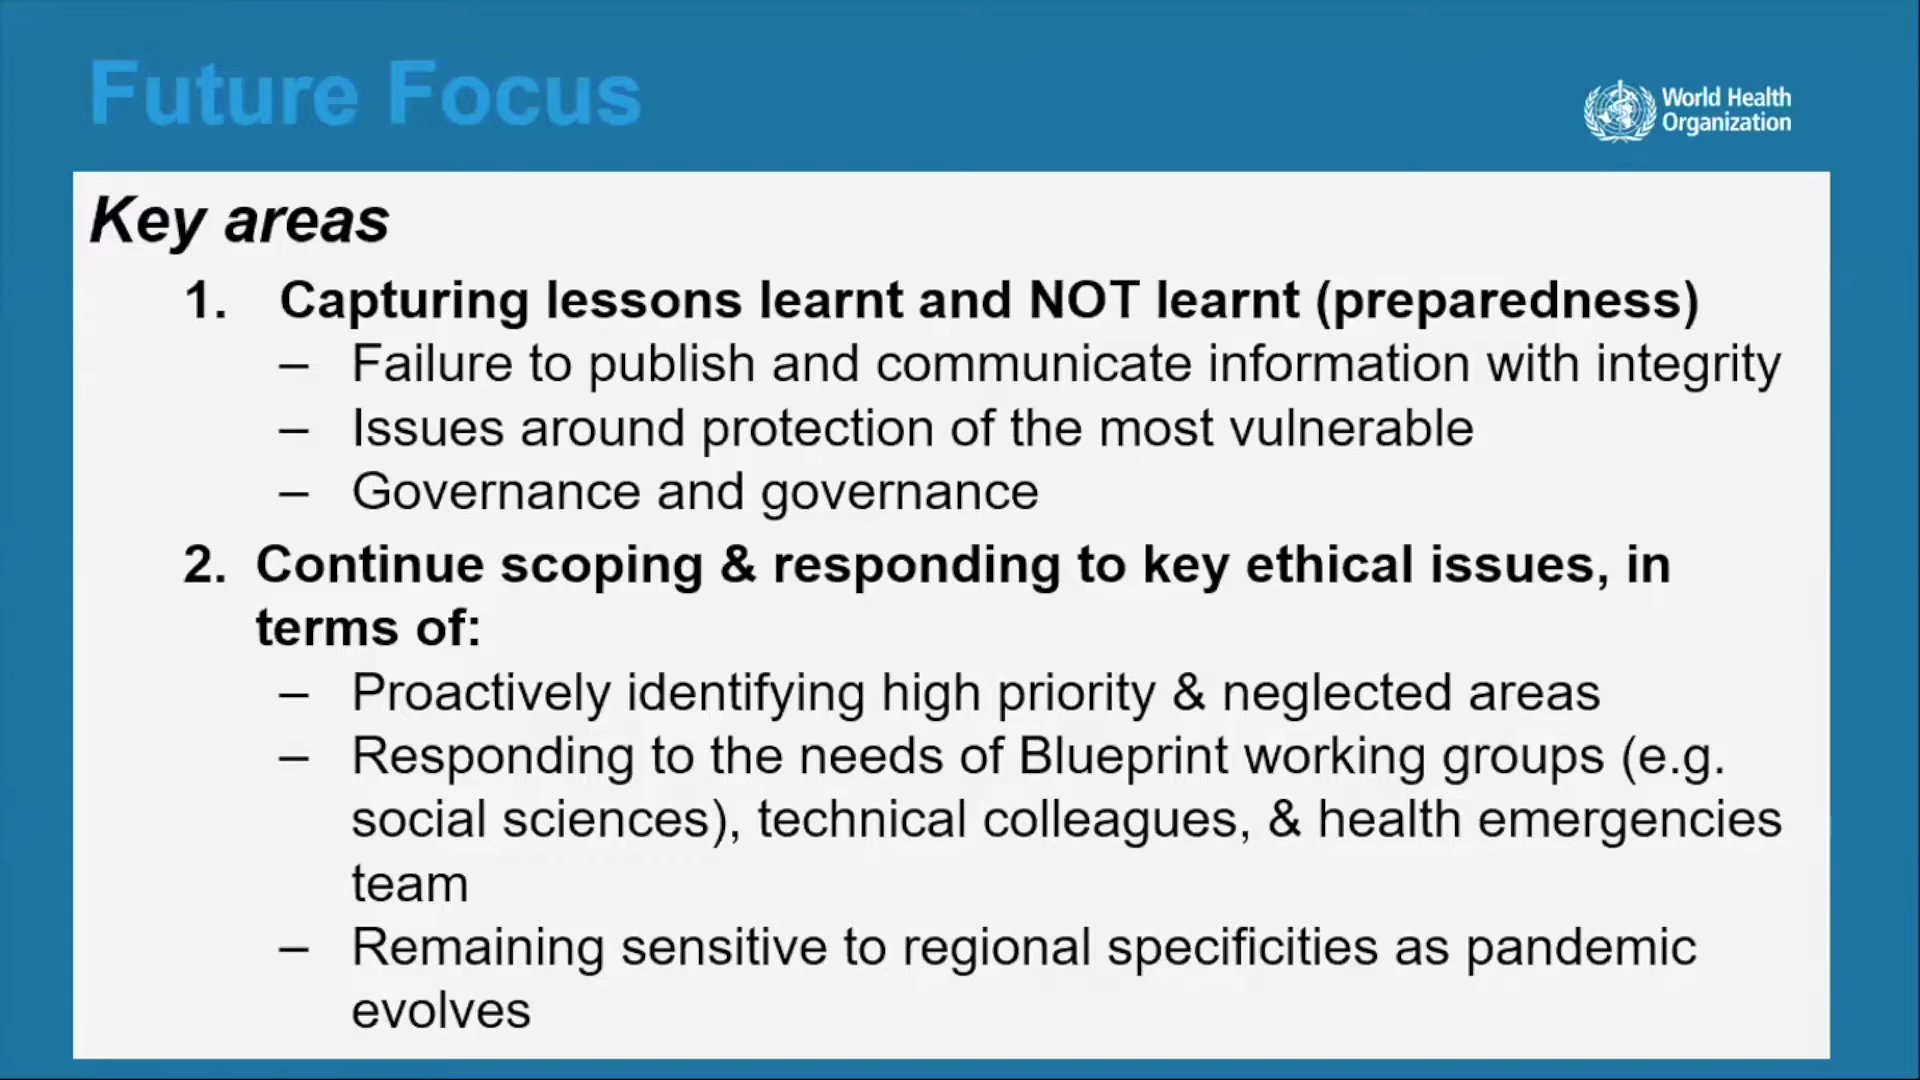 Future Focus
World Health
Organization
Key areas
1. Capturing lessons learnt and NOT learnt (preparedness)
– Failure to publish and communicate information with integrity
– Issues around protection of the most vulnerable
– Governance and governance
2. Continue scoping & responding to key ethical issues, in
terms of:
– Proactively identifying high priority & neglected areas
– Responding to the needs of Blueprint working groups (e.g.
social sciences), technical colleagues, & health emergencies
team
– Remaining sensitive to regional specificities as pandemic
evolves